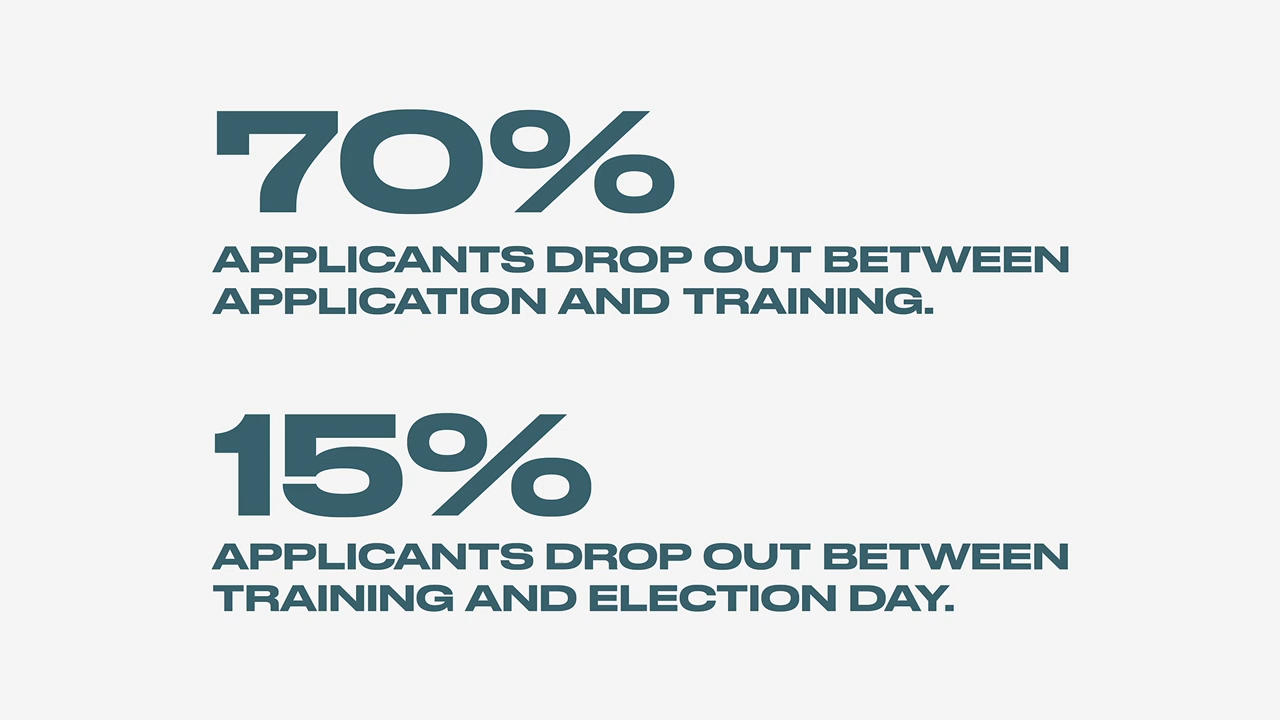 70%
APPLICANTS DROP OUT BETWEEN
APPLICATION AND TRAINING.
15%
APPLICANTS DROP OUT BETWEEN
TRAINING AND ELECTION DAY.